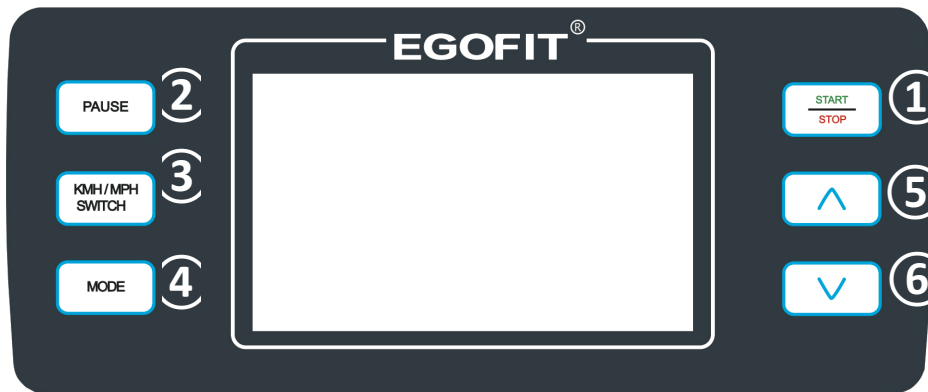 EGOFIT®
PAUSE
②
KMH / MPH
SWITCH
③
MODE
④
START
STOP
①
⑤
⑥